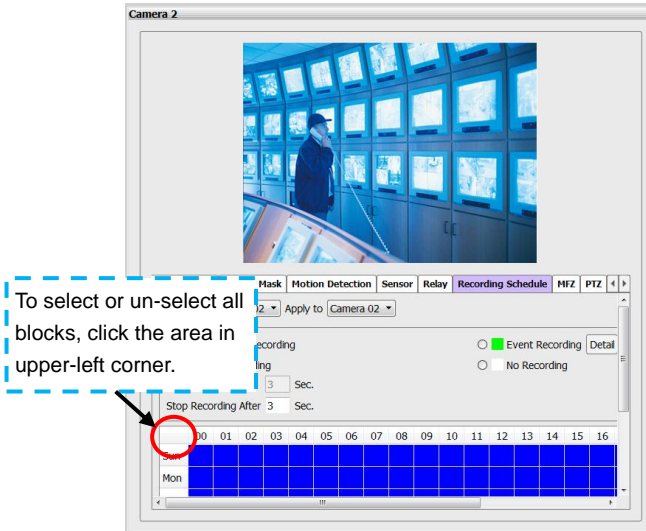 Camera 2
Mask Motion Detection Sensor Relay Recording Schedule MFZ PTZ
To select or un-select all
blocks, click the area in
upper-left corner.
Apply to Camera 02
Event Recording Detail
No Recording
3 Sec.
Stop Recording After 3 Sec.
00 01 02 03 04 05 06 07 08 09 10 11 12 13 14 15 16
Sun
Mon